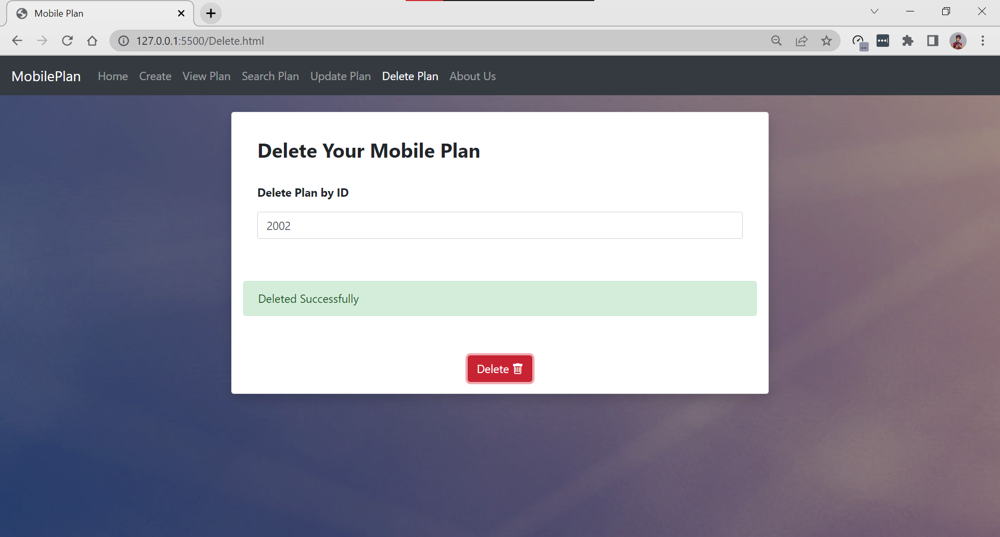 Mobile Plan
127.0.0.1:5500/Delete.html
--
MobilePlan Home Create View Plan Search Plan Update Plan Delete Plan About Us
Delete Your Mobile Plan
Delete Plan by ID
2002
Deleted Successfully
Delete